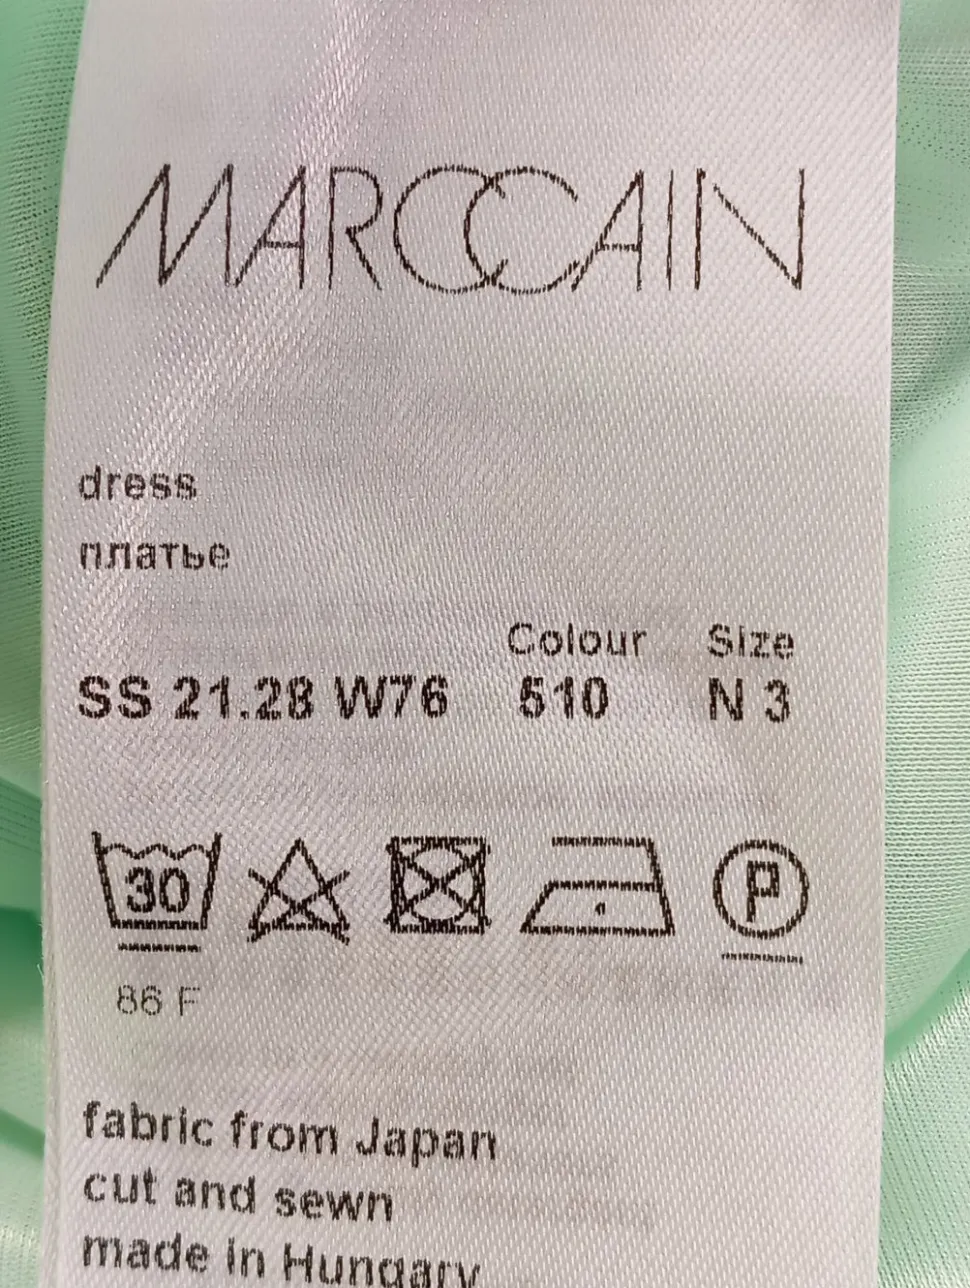 MARCCAIN
dress
платье
Colour Size
SS 21.28 W76 510 N 3
30
P
86 F
fabric from Japan
cut and sewn
made in Hungary